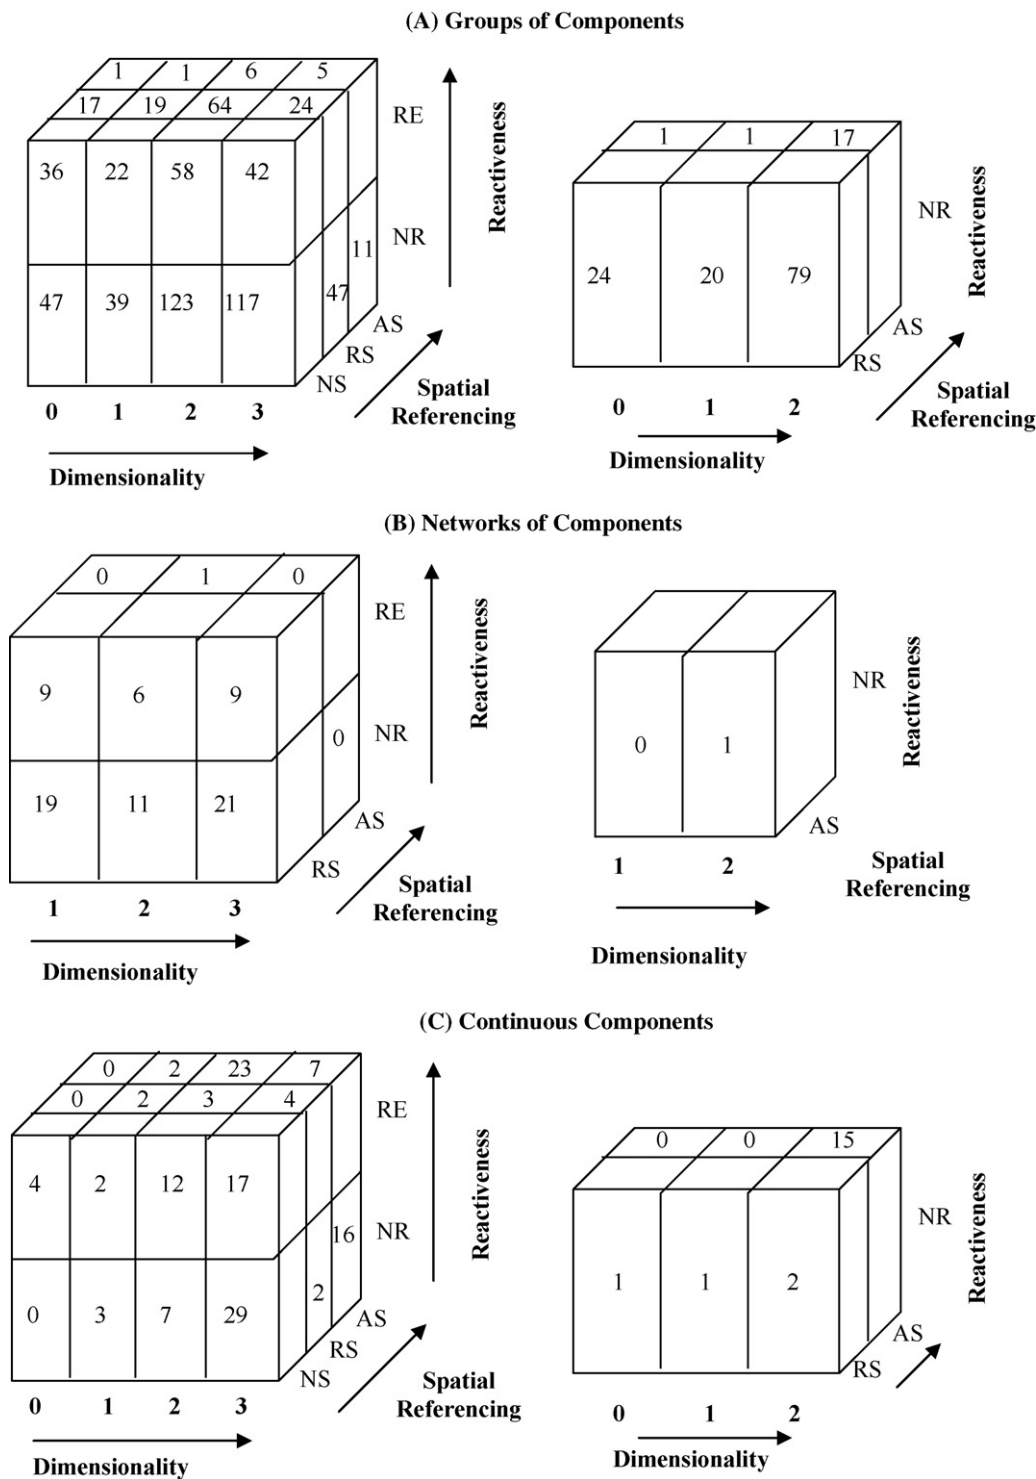 (A) Groups of Components
1 1 6 5
17 19 64 24
RE
36 22 58 42
NR
11
47 39 123 117 47
AS
RS
NS
0 1 2 3
Dimensionality
Spatial
Referencing
Reactiveness
1 1 17
NR
24 20 79
AS
RS
0 1 2
Dimensionality
Spatial
Referencing
Reactiveness
(B) Networks of Components
0 1 0
RE
9 6 9
NR
0
19 11 21
AS
RS
1 2 3
Dimensionality
Spatial
Referencing
Reactiveness
NR
0 1
AS
1 2
Dimensionality
Spatial
Referencing
Reactiveness
(C) Continuous Components
0 2 23 7
0 2 3 4
RE
4 2 12 17
NR
16
2
0 3 7 29
AS
RS
NS
0 1 2 3
Dimensionality
Spatial
Referencing
Reactiveness
0 0 15
NR
1 1 2
AS
RS
0 1 2
Dimensionality
Reactiveness